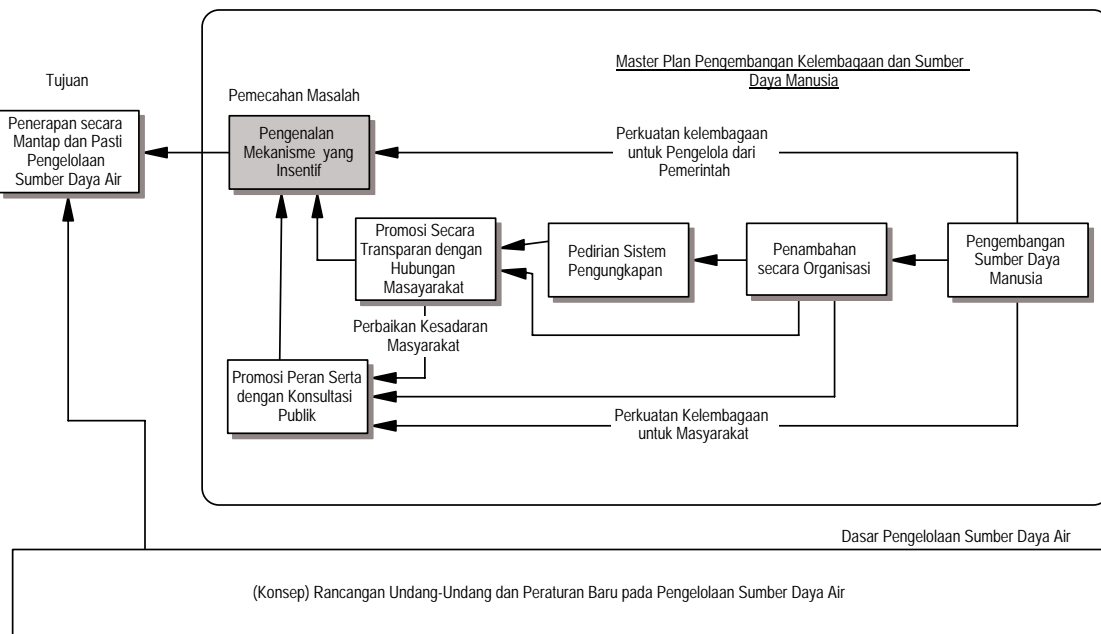 Master Plan Pengembangan Kelembagaan dan Sumber
Daya Manusia
Tujuan
Pemecahan Masalah
Penerapan secara
Mantap dan Pasti
Pengelolaan
Sumber Daya Air
Pengenalan
Mekanisme yang
Insentif
Perkuatan kelembagaan
untuk Pengelola dari
Pemerintah
Promosi Secara
Transparan dengan
Hubungan
Masayarakat
Pedirian Sistem
Pengungkapan
Penambahan
secara Organisasi
Pengembangan
Sumber Daya
Manusia
Perbaikan Kesadaran
Masyarakat
Promosi Peran Serta
dengan Konsultasi
Publik
Perkuatan Kelembagaan
untuk Masyarakat
Dasar Pengelolaan Sumber Daya Air
(Konsep) Rancangan Undang-Undang dan Peraturan Baru pada Pengelolaan Sumber Daya Air